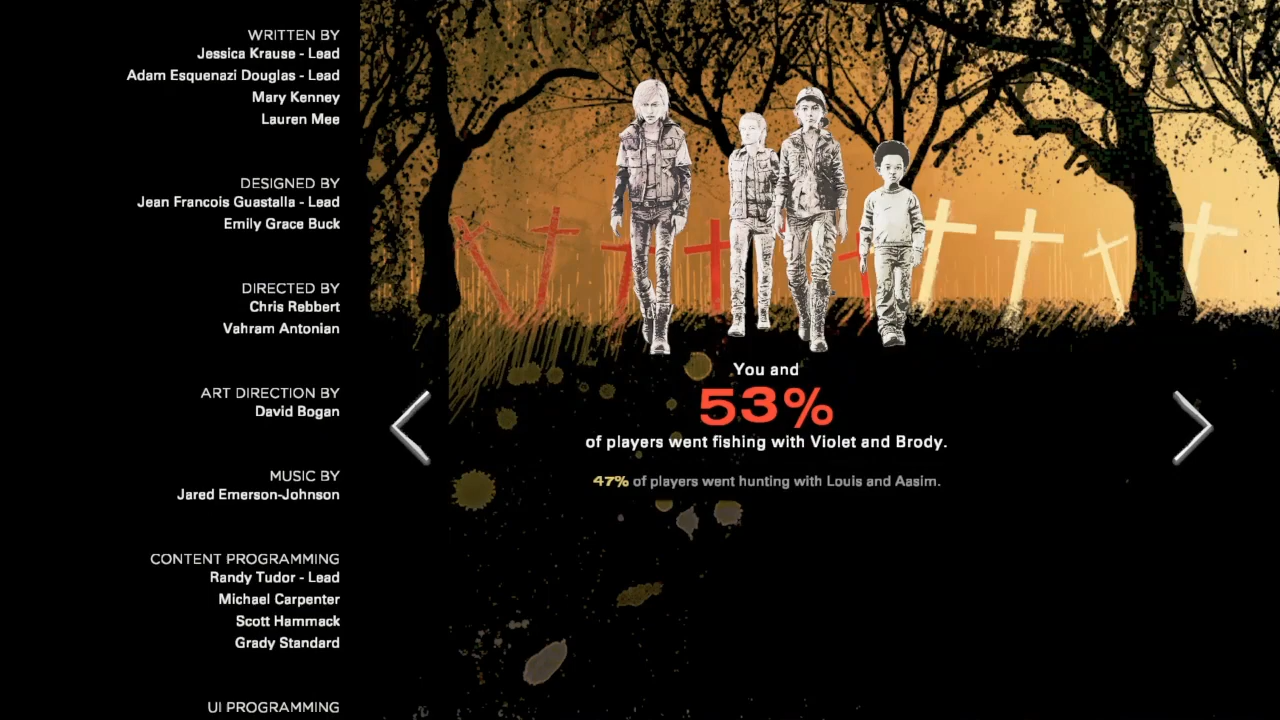 WRITTEN BY
Jessica Krause - Lead
Adam Esquenazi Douglas - Lead
Mary Kenney
Lauren Mee
DESIGNED BY
Jean Francois Guastalla - Lead
Emily Grace Buck
DIRECTED BY
Chris Rebbert
Vahram Antonian
ART DIRECTION BY
David Bogan
MUSIC BY
Jared Emerson-Johnson
CONTENT PROGRAMMING
Randy Tudor - Lead
Michael Carpenter
Scott Hammack
Grady Standard
UI PROGRAMMING
You and
53%
of players went fishing with Violet and Brody.
47% of players went hunting with Louis and Aasim.